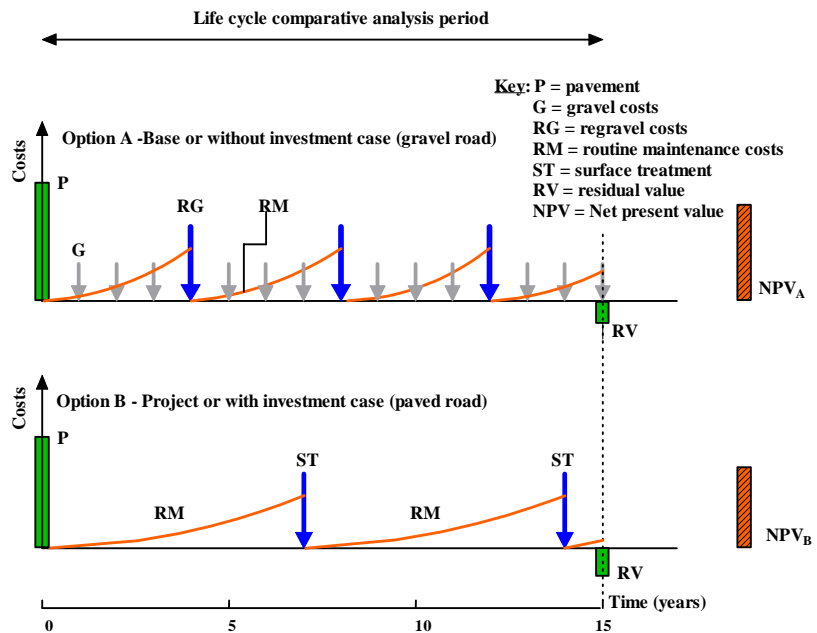 Life cycle comparative analysis period
Key: P = pavement
G = gravel costs
RG = regravel costs
RM = routine maintenance costs
ST = surface treatment
RV = residual value
NPV = Net present value
Costs
Option A -Base or without investment case (gravel road)
P
RG
RM
G
NPVA
RV
Costs
Option B - Project or with investment case (paved road)
P
ST
ST
RM
RM
NPVB
RV
Time (years)
0
5
10
15